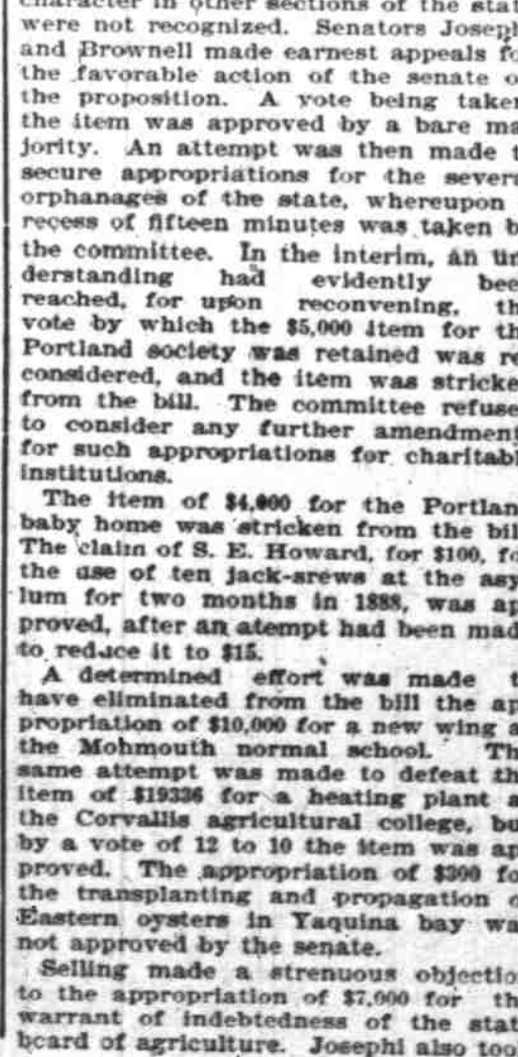 character in other sections of the stat
were not recognized. Senators Joseph
and Brownell made earnest appeals fo
the favorable action of the senate o
the proposition. A vote being take
the item was approved by a bare ma
jority. An attempt was then made t
secure appropriations for the severa
orphanages of the state, whereupon
recess of fifteen minutes was taken b
the committee. In the interim, an un
derstanding had evidently bee
reached, for upon reconvening, th
vote by which the $5,000 item for th
Portland society was retained was re
considered, and the item was stricke
from the bill. The committee refuse
to consider any further amendment
for such appropriations for charitabl
institutions.
The item of $4,000 for the Portlan
baby home was stricken from the bil
The claim of S. E. Howard, for $100, fo
the use of ten jack-srews at the asy
lum for two months in 1888, was ap
proved, after an atempt had been mad
to reduce it to $15.
A determined effort was made t
have eliminated from the bill the ap
propriation of $10,000 for a new wing a
the Mohmouth normal school. Th
same attempt was made to defeat th
item of $19336 for a heating plant a
the Corvallis agricultural college, bu
by a vote of 12 to 10 the item was ap
proved. The appropriation of $300 fo
the transplanting and propagation o
Eastern oysters in Yaquina bay wa
not approved by the senate.
Selling made a strenuous objectio
to the appropriation of $7,000 for th
warrant of indebtedness of the stat
bcard of agriculture. Josephi also too